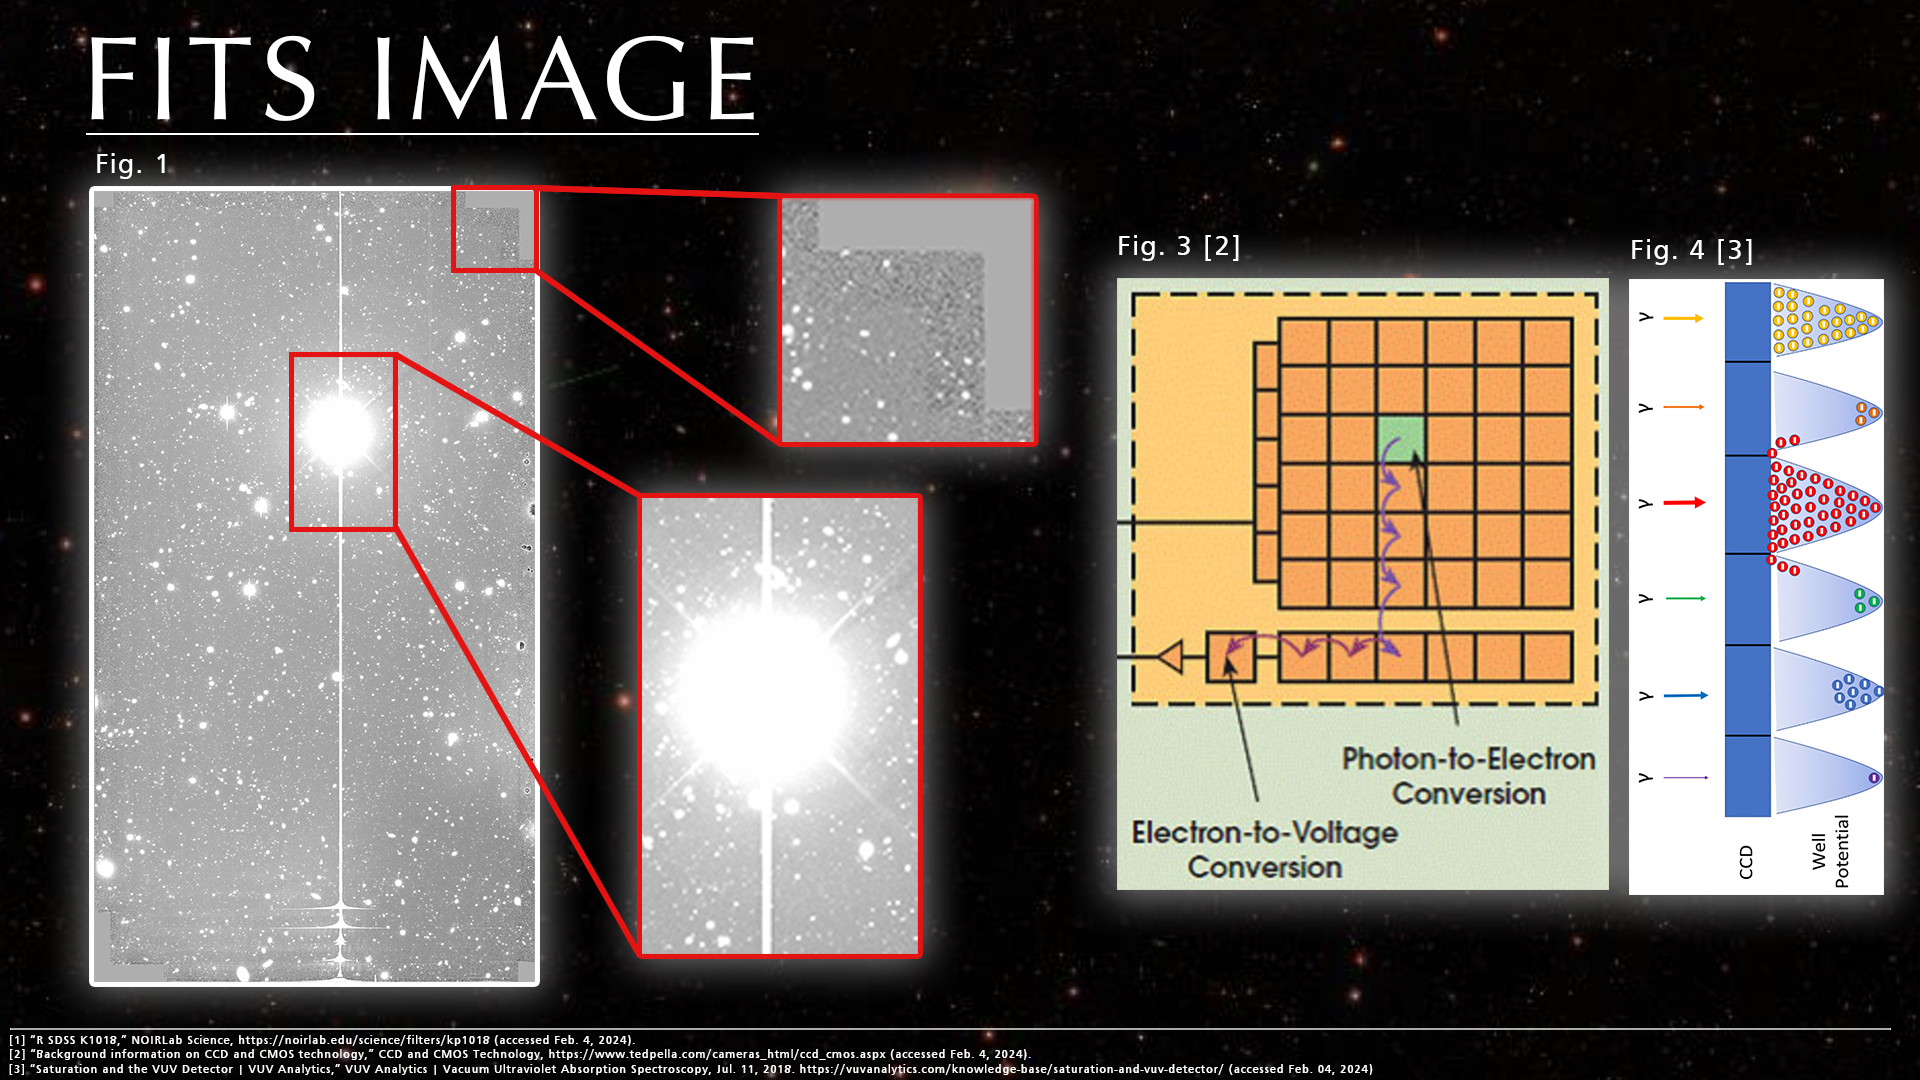 FITS IMAGE
Fig. 1
Fig. 3 [2]
Photon-to-Electron
Conversion
Electron-to-Voltage
Conversion
Fig. 4 [3]
γ
γ
γ
γ
γ
γ
CCD
Well
Potential
[1] “R SDSS K1018,” NOIRLab Science, https://noirlab.edu/science/filters/kp1018 (accessed Feb. 4, 2024).
[2] “Background information on CCD and CMOS technology,” CCD and CMOS Technology, https://www.tedpella.com/cameras_html/ccd_cmos.aspx (accessed Feb. 4, 2024).
[3] “Saturation and the VUV Detector | VUV Analytics,” VUV Analytics | Vacuum Ultraviolet Absorption Spectroscopy, Jul. 11, 2018. https://vuvanalytics.com/knowledge-base/saturation-and-vuv-detector/ (accessed Feb. 04, 2024)